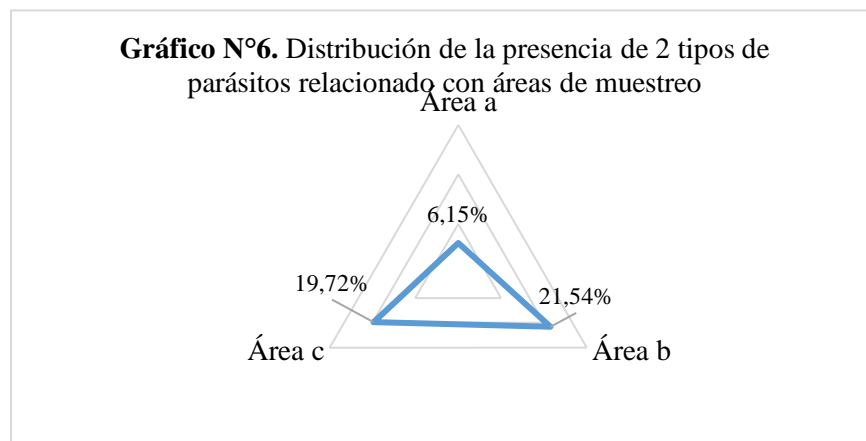 Gráfico N°6. Distribución de la presencia de 2 tipos de
parásitos relacionado con áreas de muestreo
Área a
6,15%
19,72%
21,54%
Área c
Área b